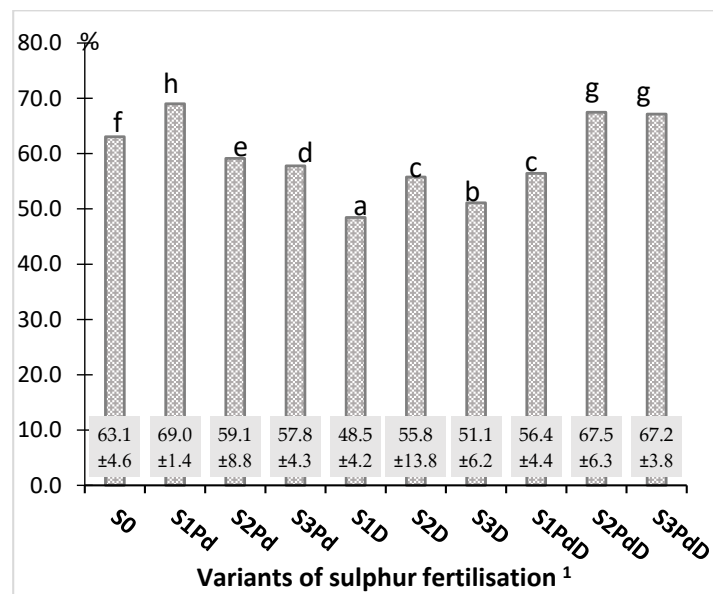 80.0 %
70.0
60.0
50.0
40.0
30.0
20.0
10.0
0.0
f
h
e
d
a
c
b
c
g
g
63.1
±4.6
69.0
±1.4
59.1
±8.8
57.8
±4.3
48.5
±4.2
55.8
±13.8
51.1
±6.2
56.4
±4.4
67.5
±6.3
67.2
±3.8
S0
S1Pd
S2Pd
S3Pd
S1D
S2D
S3D
S1PdD
S2PdD
S3PdD
Variants of sulphur fertilisation ¹